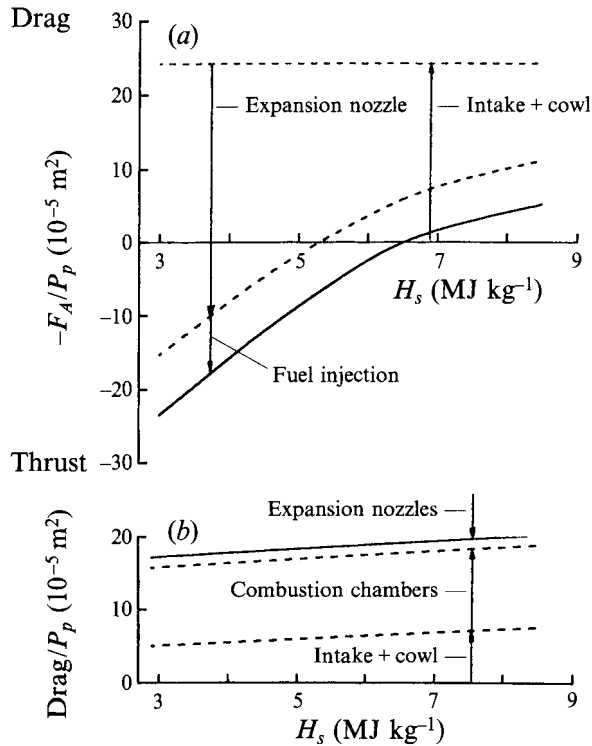 Drag
(a)
30
20
10
0
−10
−20
−30
Expansion nozzle
Intake + cowl
Fuel injection
3 5 7 9
H_s (MJ kg⁻¹)
−F_A/P_p (10⁻⁵ m²)
Thrust
(b)
20
10
0
Expansion nozzles
Combustion chambers
Intake + cowl
3 5 7 9
H_s (MJ kg⁻¹)
Drag/P_p (10⁻⁵ m²)